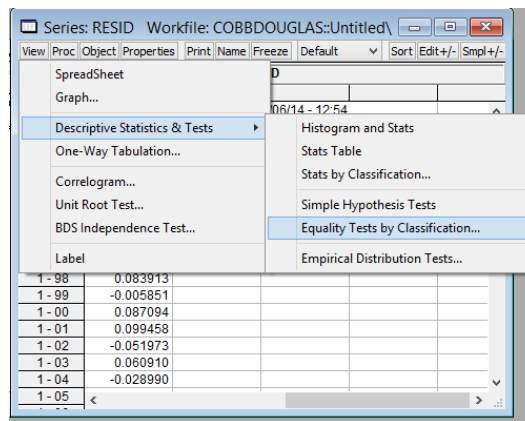 Series: RESID Workfile: COBBDOUGLAS::Untitled\
View Proc Object Properties Print Name Freeze Default Sort Edit+/- Smpl+/-
SpreadSheet
Graph...
Descriptive Statistics & Tests
One-Way Tabulation...
Correlogram...
Unit Root Test...
BDS Independence Test...
Label
D
06/14 - 12:54
Histogram and Stats
Stats Table
Stats by Classification...
Simple Hypothesis Tests
Equality Tests by Classification...
Empirical Distribution Tests...
1 - 98 0.083913
1 - 99 -0.005851
1 - 00 0.087094
1 - 01 0.099458
1 - 02 -0.051973
1 - 03 0.060910
1 - 04 -0.028990
1 - 05